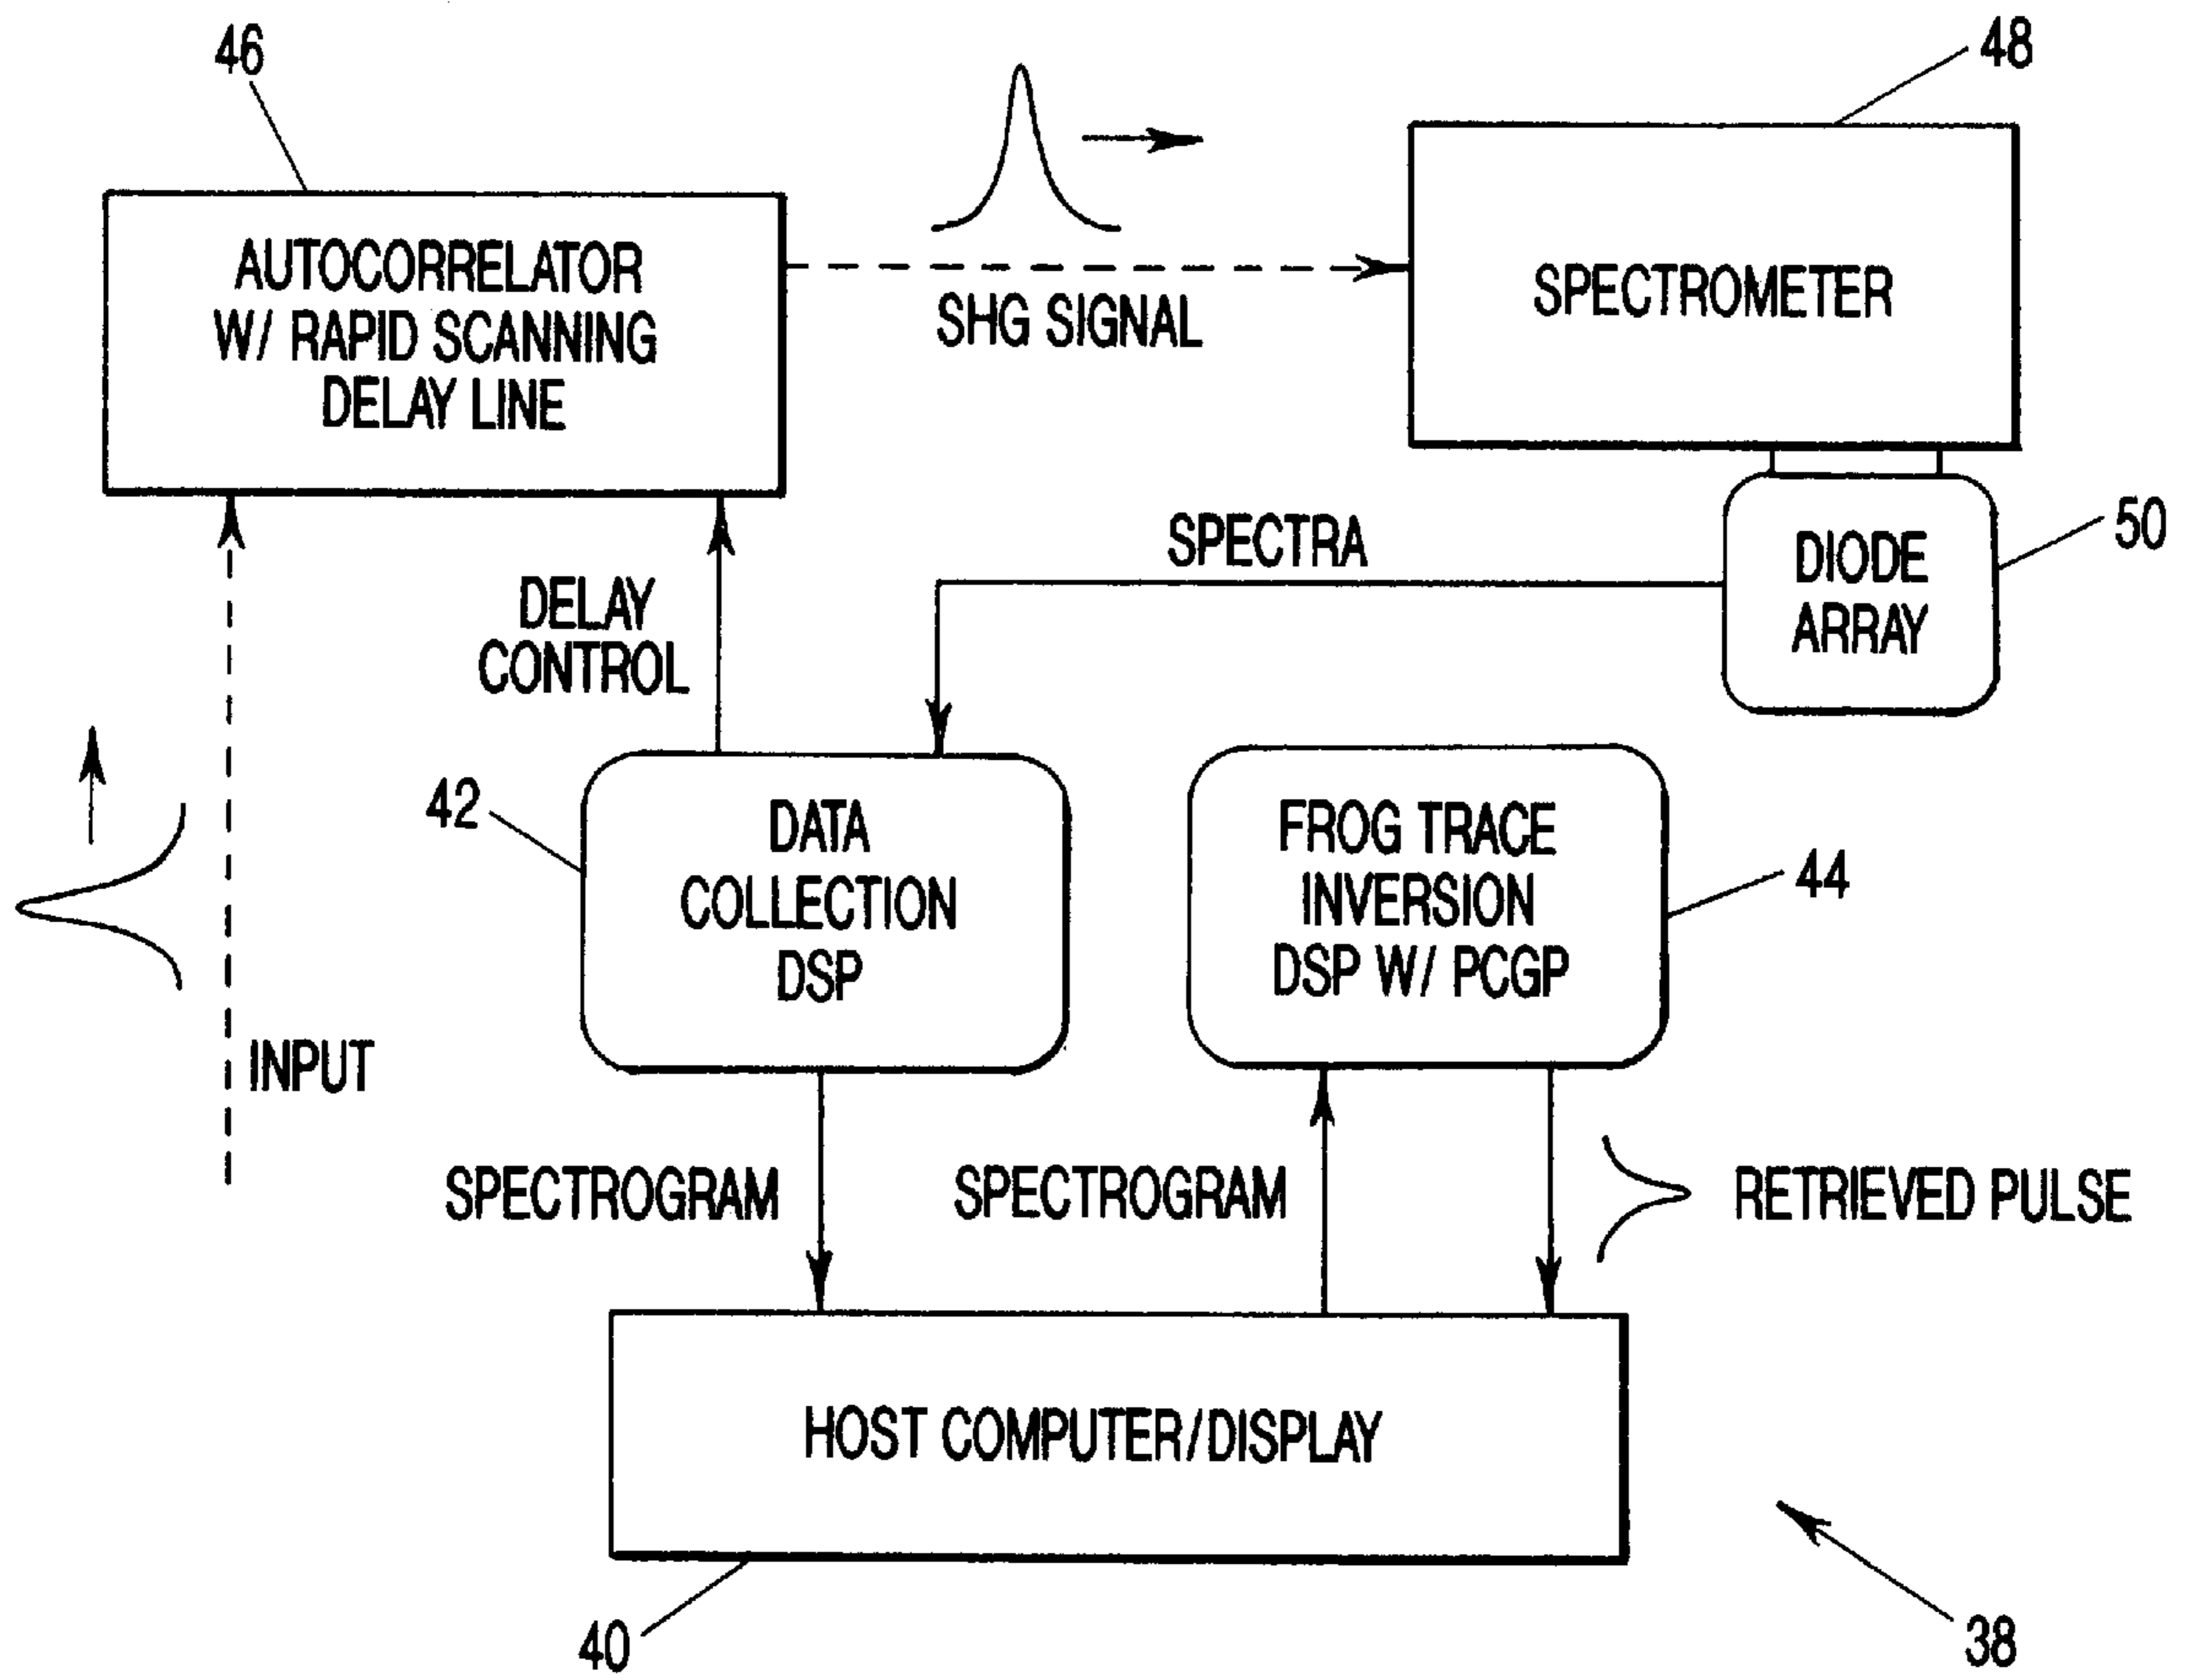 46
48
AUTOCORRELATOR
W/ RAPID SCANNING
DELAY LINE
SHG SIGNAL
SPECTROMETER
SPECTRA
DIODE
ARRAY
50
DELAY
CONTROL
42
DATA
COLLECTION
DSP
FROG TRACE
INVERSION
DSP W/ PCGP
44
INPUT
SPECTROGRAM
SPECTROGRAM
RETRIEVED PULSE
HOST COMPUTER/DISPLAY
40
38